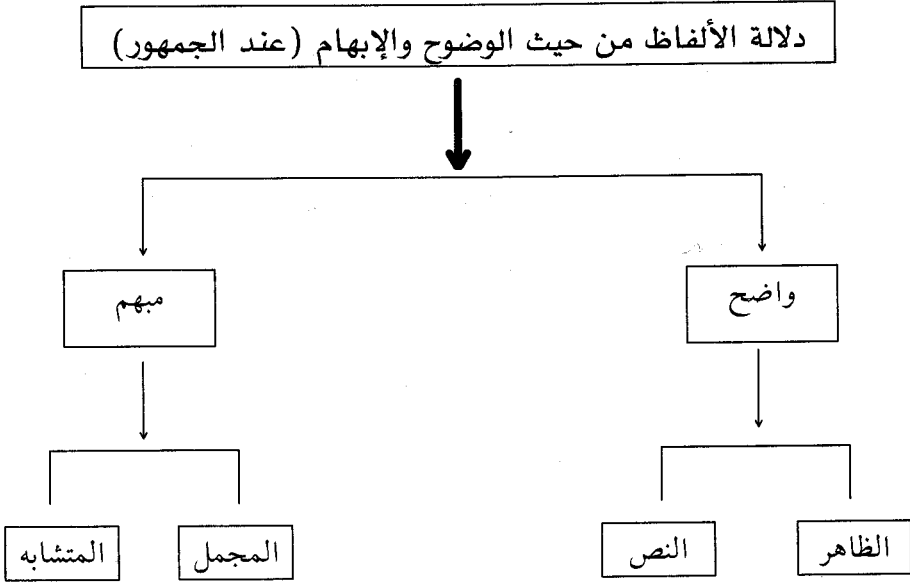 دلالة الألفاظ من حيث الوضوح والإبهام (عند الجمهور)
واضح
مبهم
الظاهر
النص
المجمل
المتشابه